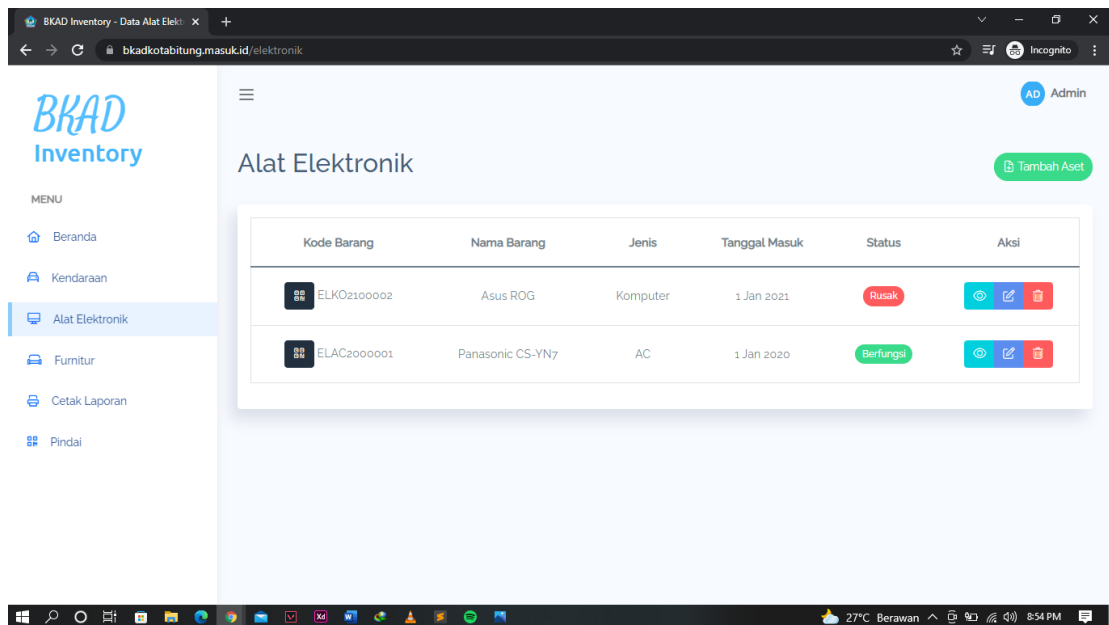 BKAD Inventory - Data Alat Elekt
bkadkotabitung.masuk.id/elektronik
Incognito
BKAD
Inventory
AD Admin
Alat Elektronik
Tambah Aset
MENU
Beranda
Kendaraan
Alat Elektronik
Furnitur
Cetak Laporan
Pindai
Kode Barang Nama Barang Jenis Tanggal Masuk Status Aksi
ELKO2100002 Asus ROG Komputer 1 Jan 2021 Rusak
ELAC2000001 Panasonic CS-YN7 AC 1 Jan 2020 Berfungsi
27°C Berawan 8:54 PM